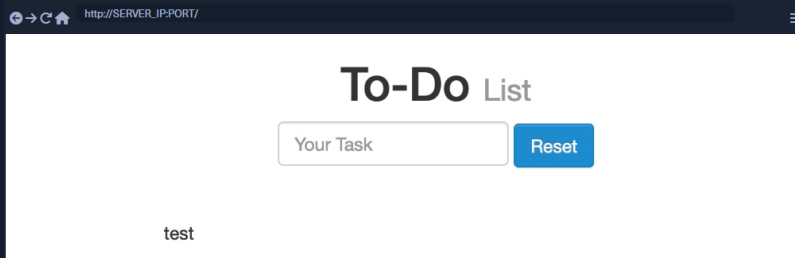 http://SERVER_IP:PORT/
To-Do List
Your Task
Reset
test